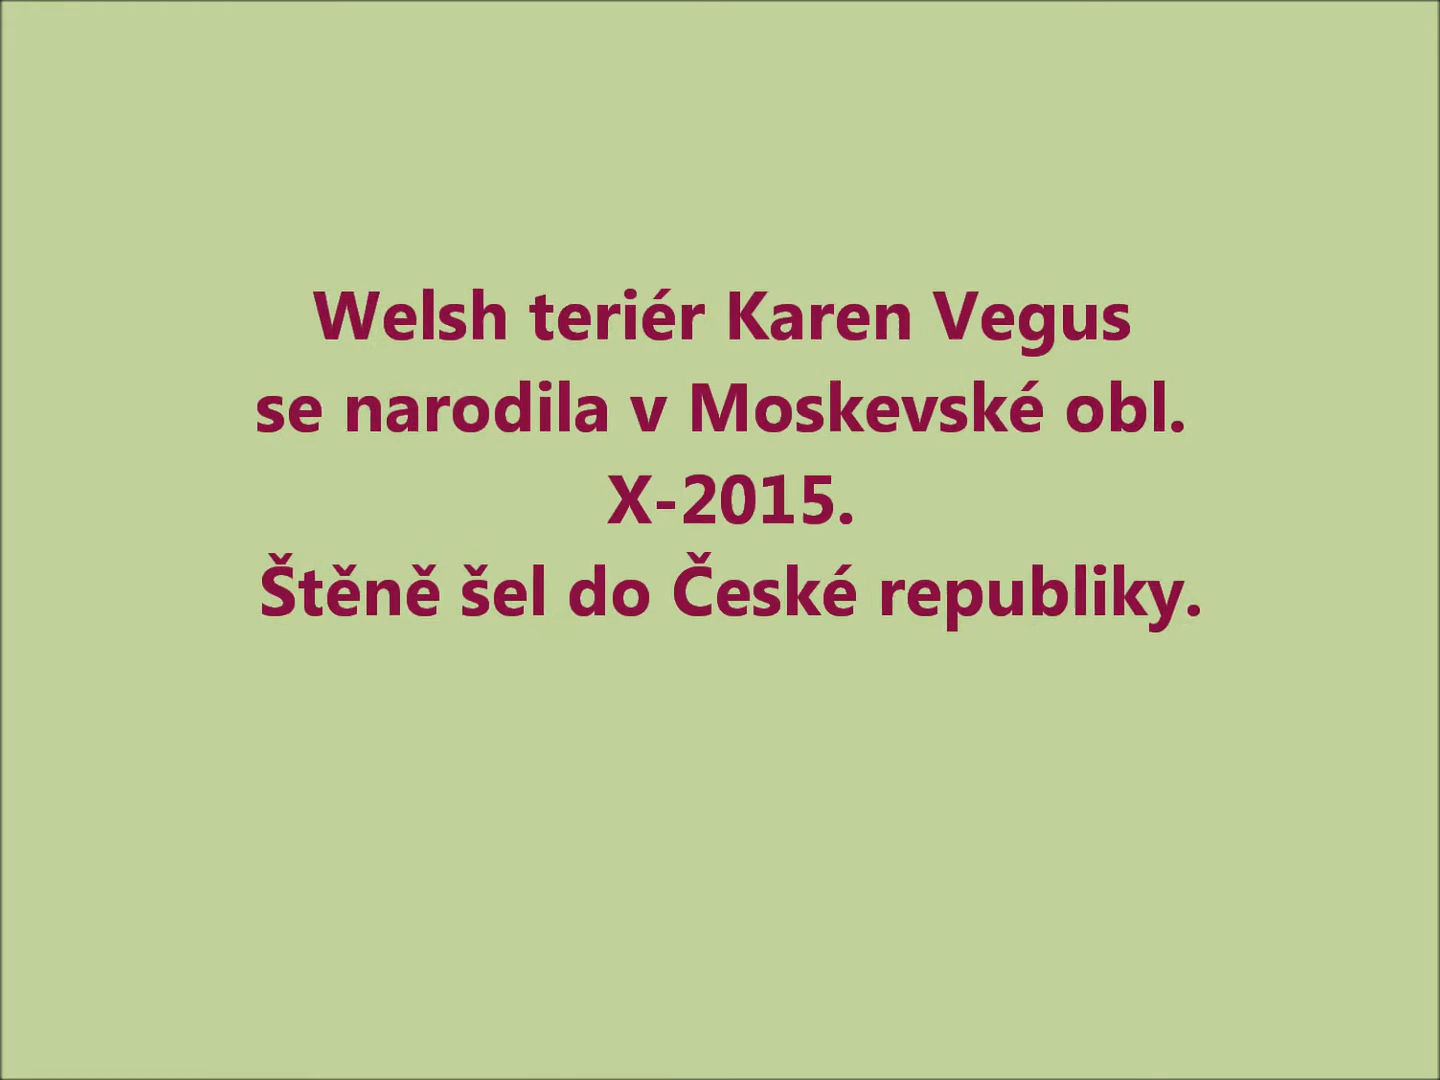 Welsh teriér Karen Vegus
se narodila v Moskevské obl.
X-2015.
Štěně šel do České republiky.